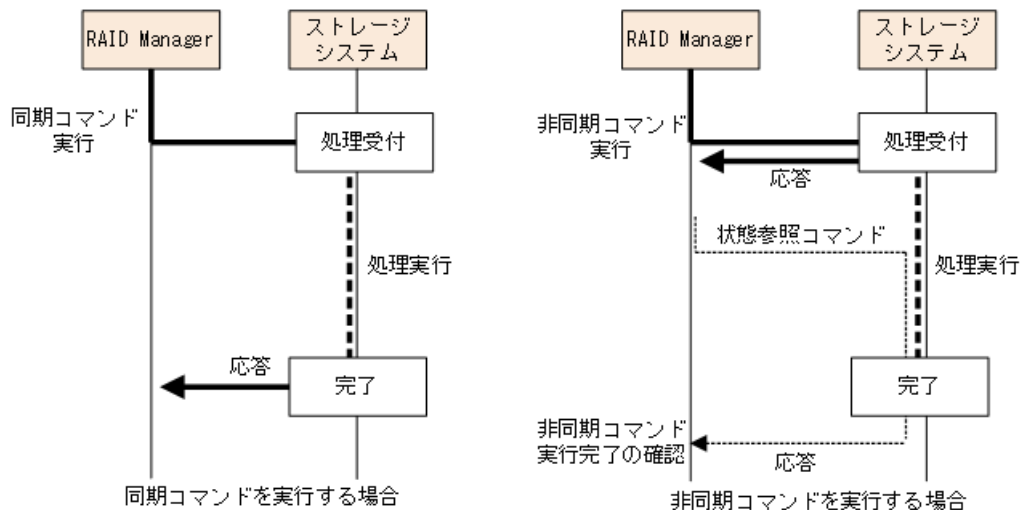 RAID Manager
ストレージ
システム
同期コマンド
実行
処理受付
処理実行
応答
完了
同期コマンドを実行する場合
RAID Manager
ストレージ
システム
非同期コマンド
実行
処理受付
応答
状態参照コマンド
処理実行
完了
非同期コマンド
実行完了の確認
応答
非同期コマンドを実行する場合